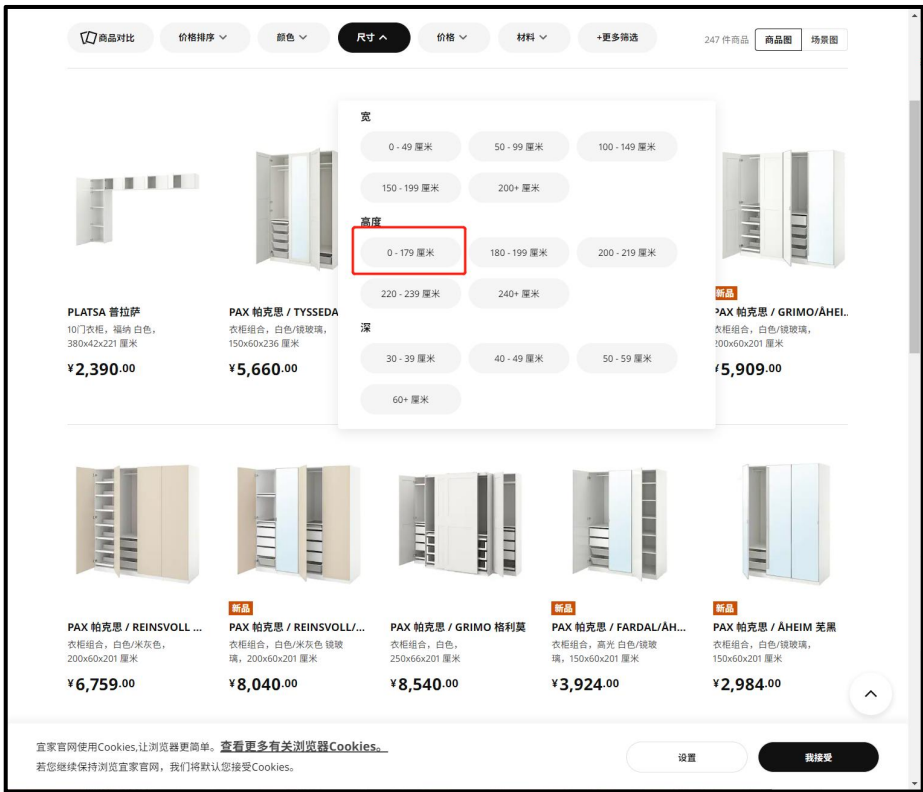 商品对比
价格排序
颜色
尺寸
价格
材料
+更多筛选
247 件商品
商品图
场景图
宽
0 - 49 厘米
50 - 99 厘米
100 - 149 厘米
150 - 199 厘米
200+ 厘米
高度
0 - 179 厘米
180 - 199 厘米
200 - 219 厘米
220 - 239 厘米
240+ 厘米
深
30 - 39 厘米
40 - 49 厘米
50 - 59 厘米
60+ 厘米
PLATSA 普拉萨
10门衣柜，福纳 白色，
380x42x221 厘米
¥2,390.00
PAX 帕克思 / TYSSEDA
衣柜组合，白色/镜玻璃，
150x60x236 厘米
¥5,660.00
新品
PAX 帕克思 / GRIMO/ÅHEI...
衣柜组合，白色/镜玻璃，
200x60x201 厘米
¥5,909.00
PAX 帕克思 / REINSVOLL ...
衣柜组合，白色/米灰色，
200x60x201 厘米
¥6,759.00
新品
PAX 帕克思 / REINSVOLL/...
衣柜组合，白色/米灰色 镜玻
璃，200x60x201 厘米
¥8,040.00
PAX 帕克思 / GRIMO 格利莫
衣柜组合，白色，
250x66x201 厘米
¥8,540.00
新品
PAX 帕克思 / FARDAL/ÅH...
衣柜组合，高光 白色/镜玻
璃，150x60x201 厘米
¥3,924.00
新品
PAX 帕克思 / ÅHEIM 芜黑
衣柜组合，白色/镜玻璃，
150x60x201 厘米
¥2,984.00
宜家官网使用Cookies,让浏览器更简单。查看更多有关浏览器Cookies。
若您继续保持浏览宜家官网，我们将默认您接受Cookies。
设置
我接受